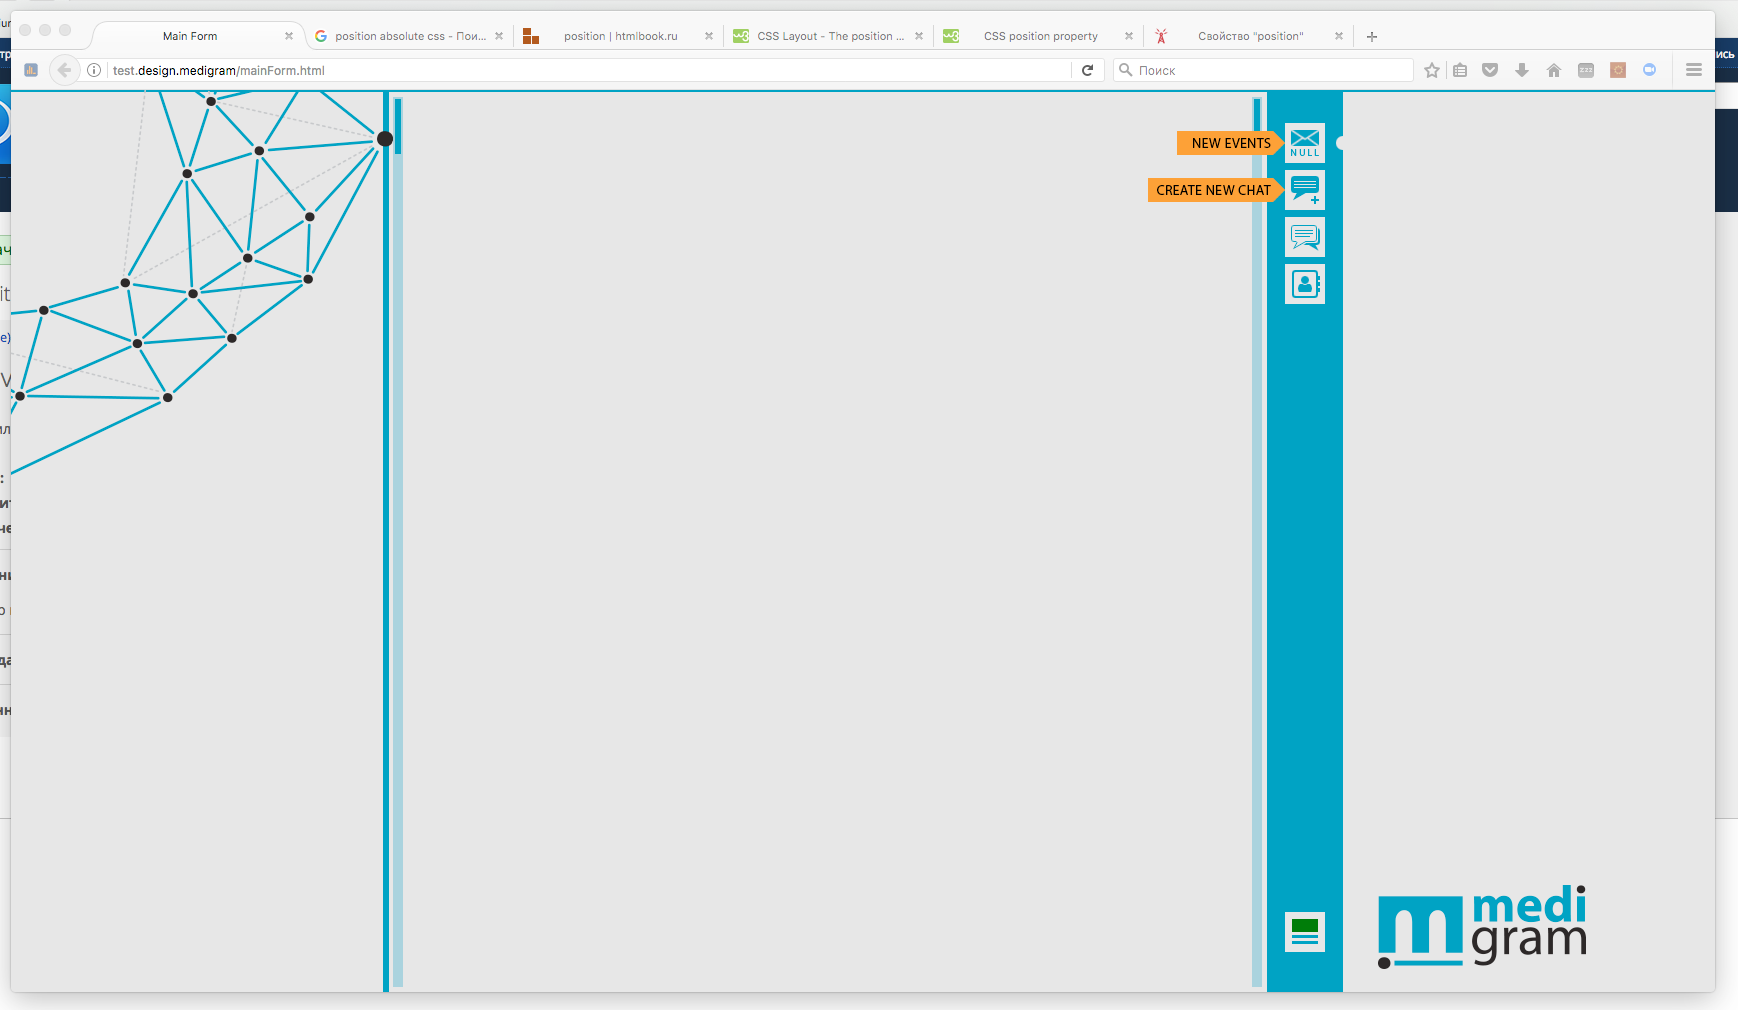 Main Form
position absolute css - Пои...
position | htmlbook.ru
CSS Layout - The position ...
CSS position property
Свойство "position"
test.design.medigram/mainForm.html
Поиск
NEW EVENTS
NULL
CREATE NEW CHAT
medi
gram